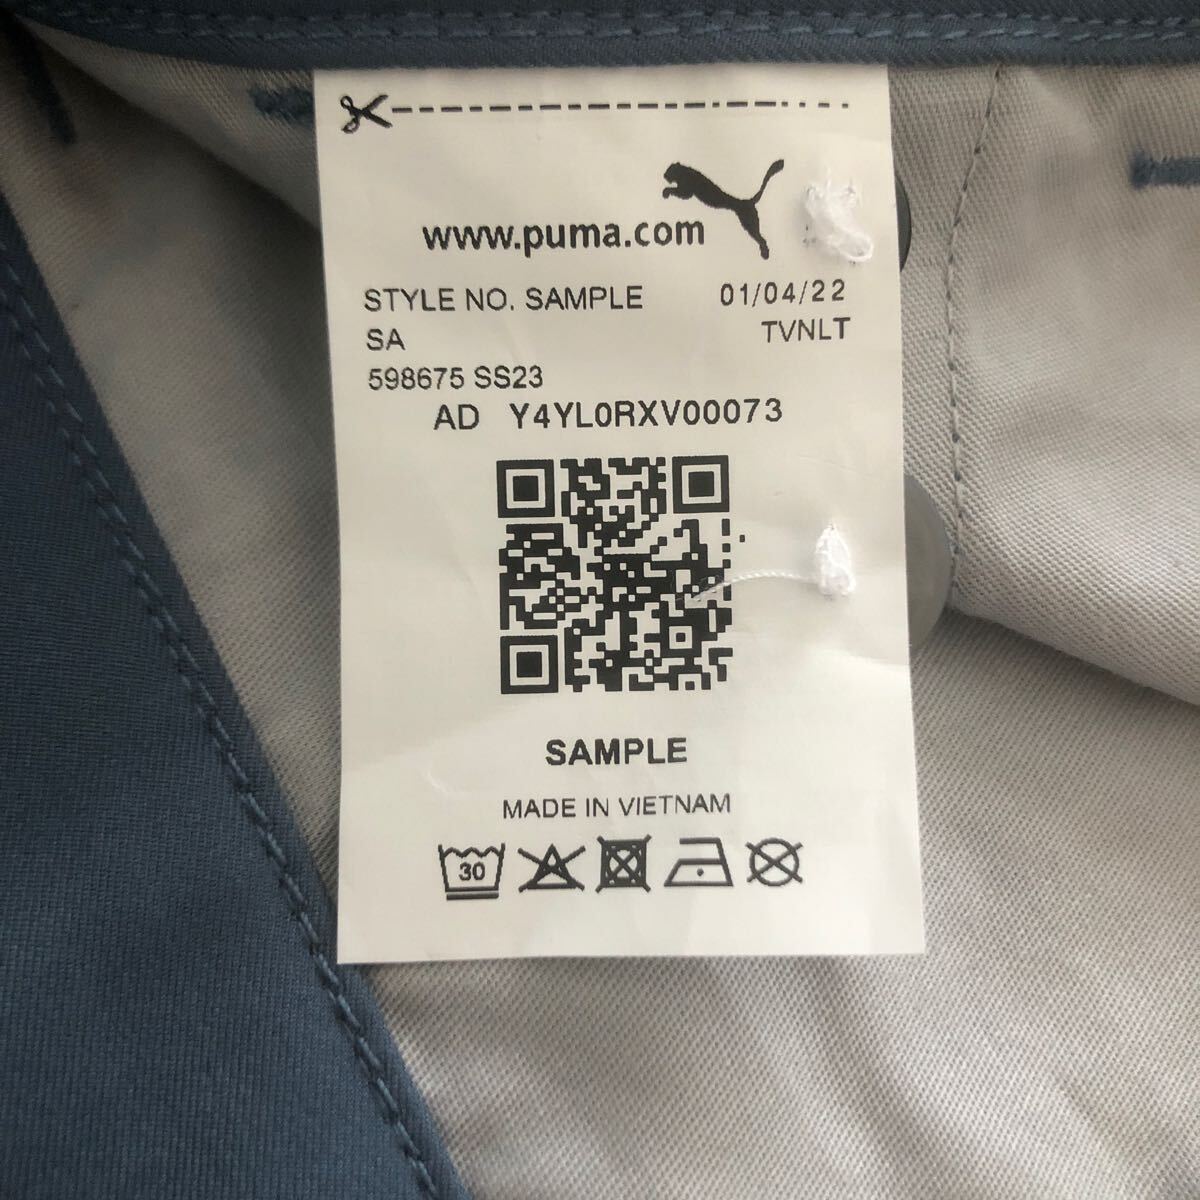 www.puma.com
STYLE NO. SAMPLE 01/04/22
SA TVNLT
598675 SS23
AD Y4YL0RXV00073
SAMPLE
MADE IN VIETNAM
30